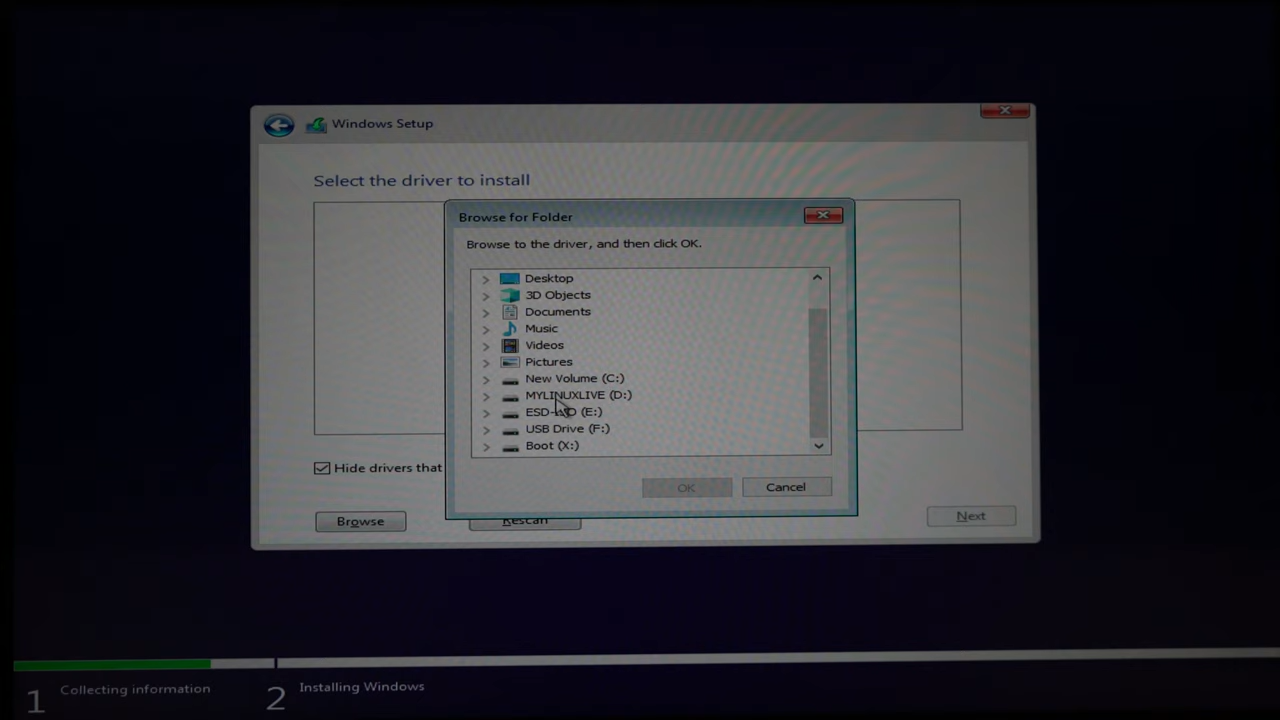 Windows Setup
Select the driver to install
Browse for Folder
Browse to the driver, and then click OK.
Desktop
3D Objects
Documents
Music
Videos
Pictures
New Volume (C:)
MYLINUXLIVE (D:)
(E:)
USB Drive (F:)
Boot (X:)
OK
Cancel
Hide drivers that
Browse
Rescan
Next
1 Collecting information
2 Installing Windows